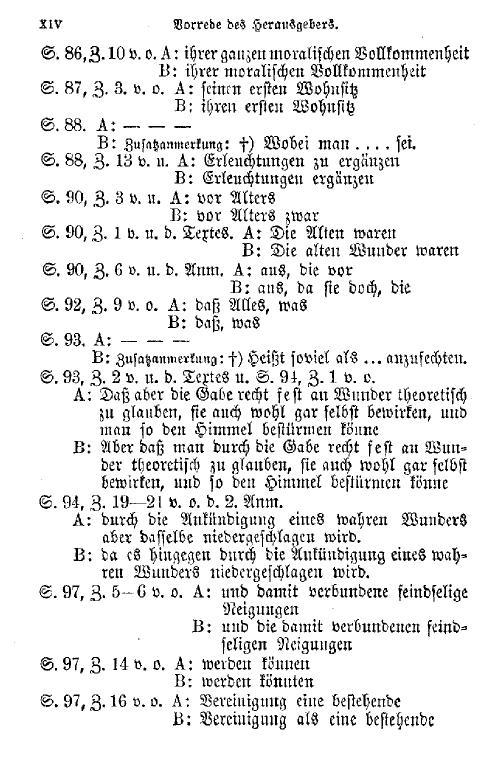 XIV Vorrede des Herausgebers.
S. 86, Z. 10 v. o. A: ihrer ganzen moralischen Vollkommenheit
B: ihrer moralischen Vollkommenheit
S. 87, Z. 3. v. o. A: seinen ersten Wohnsitz
B: ihren ersten Wohnsitz
S. 88. A: — — —
B: Zusatzanmerkung: †) Wobei man .... sei.
S. 88, Z. 13 v. u. A: Erleuchtungen zu ergänzen
B: Erleuchtungen ergänzen
S. 90, Z. 3 v. u. A: vor Alters
B: vor Alters zwar
S. 90, Z. 1 v. u. d. Textes. A: Die Alten waren
B: Die alten Wunder waren
S. 90, Z. 6 v. u. d. Anm. A: aus, die vor
B: aus, da sie doch, die
S. 92, Z. 9 v. o. A: daß Alles, was
B: daß, was
S. 93. A: — — —
B: Zusatzanmerkung: †) Heißt soviel als ... anzufechten.
S. 93, Z. 2 v. u. d. Textes u. S. 94, Z. 1 v. o.
A: Daß aber die Gabe recht fest an Wunder theoretisch
zu glauben, sie auch wohl gar selbst bewirken, und
man so den Himmel bestürmen könne
B: Aber daß man durch die Gabe recht fest an Wun-
der theoretisch zu glauben, sie auch wohl gar selbst
bewirken, und so den Himmel bestürmen könne
S. 94, Z. 19—21 v. o. d. 2. Anm.
A: durch die Ankündigung eines wahren Wunders
aber dasselbe niedergeschlagen wird.
B: da es hingegen durch die Ankündigung eines wah-
ren Wunders niedergeschlagen wird.
S. 97, Z. 5—6 v. o. A: und damit verbundene feindselige
Neigungen
B: und die damit verbundenen feind-
seligen Neigungen
S. 97, Z. 14 v. o. A: werden können
B: werden könnten
S. 97, Z. 16 v. o. A: Vereinigung eine bestehende
B: Vereinigung als eine bestehende